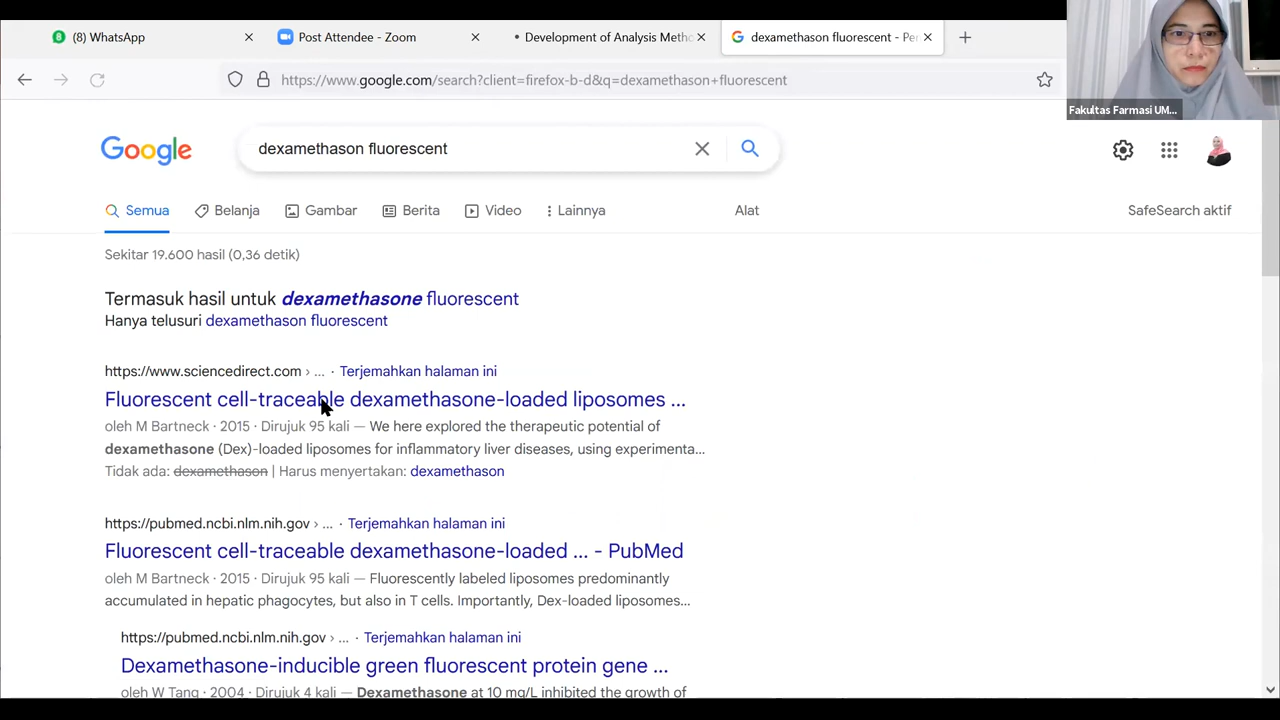 8 (8) WhatsApp
Post Attendee - Zoom
Development of Analysis Metho
dexamethason fluorescent - Per
https://www.google.com/search?client=firefox-b-d&q=dexamethason+fluorescent
Fakultas Farmasi UM...
Google
dexamethason fluorescent
Semua
Belanja
Gambar
Berita
Video
Lainnya
Alat
SafeSearch aktif
Sekitar 19.600 hasil (0,36 detik)
Termasuk hasil untuk dexamethasone fluorescent
Hanya telusuri dexamethason fluorescent
https://www.sciencedirect.com › ... · Terjemahkan halaman ini
Fluorescent cell-traceable dexamethasone-loaded liposomes ...
oleh M Bartneck · 2015 · Dirujuk 95 kali — We here explored the therapeutic potential of
dexamethasone (Dex)-loaded liposomes for inflammatory liver diseases, using experimenta...
Tidak ada: dexamethason | Harus menyertakan: dexamethason
https://pubmed.ncbi.nlm.nih.gov › ... · Terjemahkan halaman ini
Fluorescent cell-traceable dexamethasone-loaded ... - PubMed
oleh M Bartneck · 2015 · Dirujuk 95 kali — Fluorescently labeled liposomes predominantly
accumulated in hepatic phagocytes, but also in T cells. Importantly, Dex-loaded liposomes...
https://pubmed.ncbi.nlm.nih.gov › ... · Terjemahkan halaman ini
Dexamethasone-inducible green fluorescent protein gene ...
oleh W Tang · 2004 · Dirujuk 4 kali — Dexamethasone at 10 mg/L inhibited the growth of